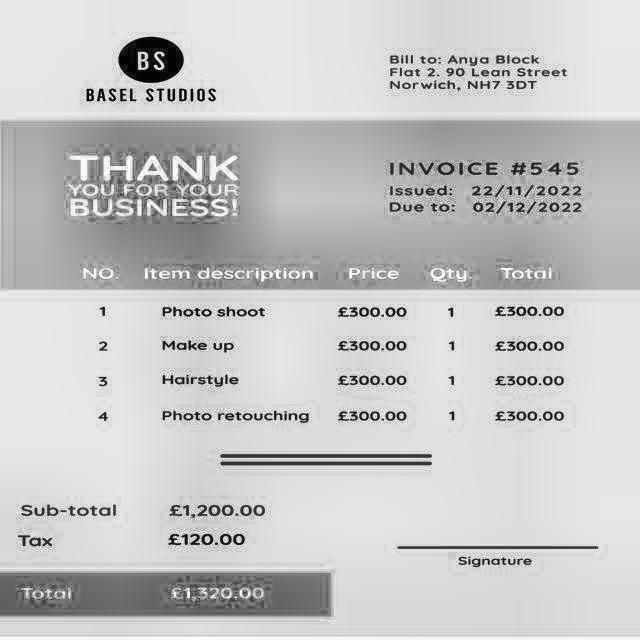 BS
BASEL STUDIOS
Bill to: Anya Block
Flat 2. 90 Lean Street
Norwich, NH7 3DT
THANK
YOU FOR YOUR
BUSINESS!
INVOICE #545
Issued: 22/11/2022
Due to: 02/12/2022
NO. Item description Price Qty. Total
1 Photo shoot £300.00 1 £300.00
2 Make up £300.00 1 £300.00
3 Hairstyle £300.00 1 £300.00
4 Photo retouching £300.00 1 £300.00
Sub-total £1,200.00
Tax £120.00
Signature
Total £1,320.00